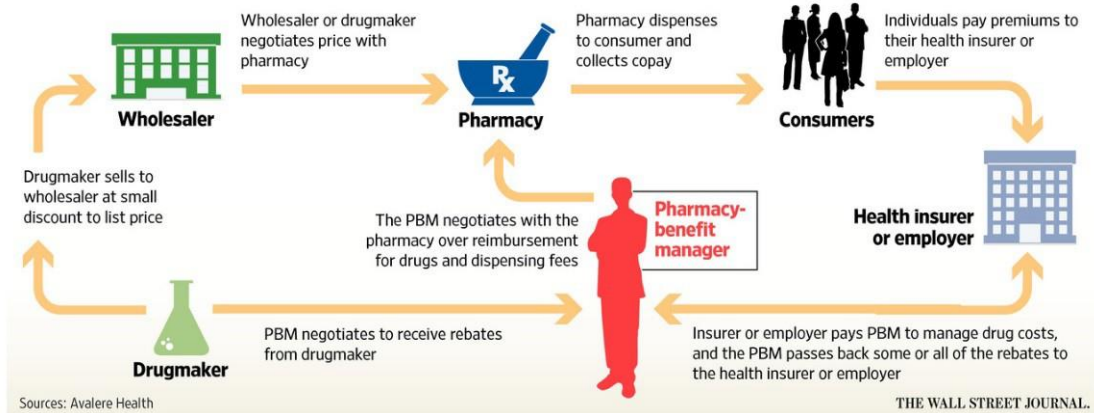 Wholesaler or drugmaker
negotiates price with
pharmacy
Pharmacy dispenses
to consumer and
collects copay
Individuals pay premiums to
their health insurer or
employer
Rx
Wholesaler
Pharmacy
Consumers
Drugmaker sells to
wholesaler at small
discount to list price
The PBM negotiates with the
pharmacy over reimbursement
for drugs and dispensing fees
Pharmacy-
benefit
manager
Health insurer
or employer
PBM negotiates to receive rebates
from drugmaker
Insurer or employer pays PBM to manage drug costs,
and the PBM passes back some or all of the rebates to
the health insurer or employer
Drugmaker
Sources: Avalere Health
THE WALL STREET JOURNAL.